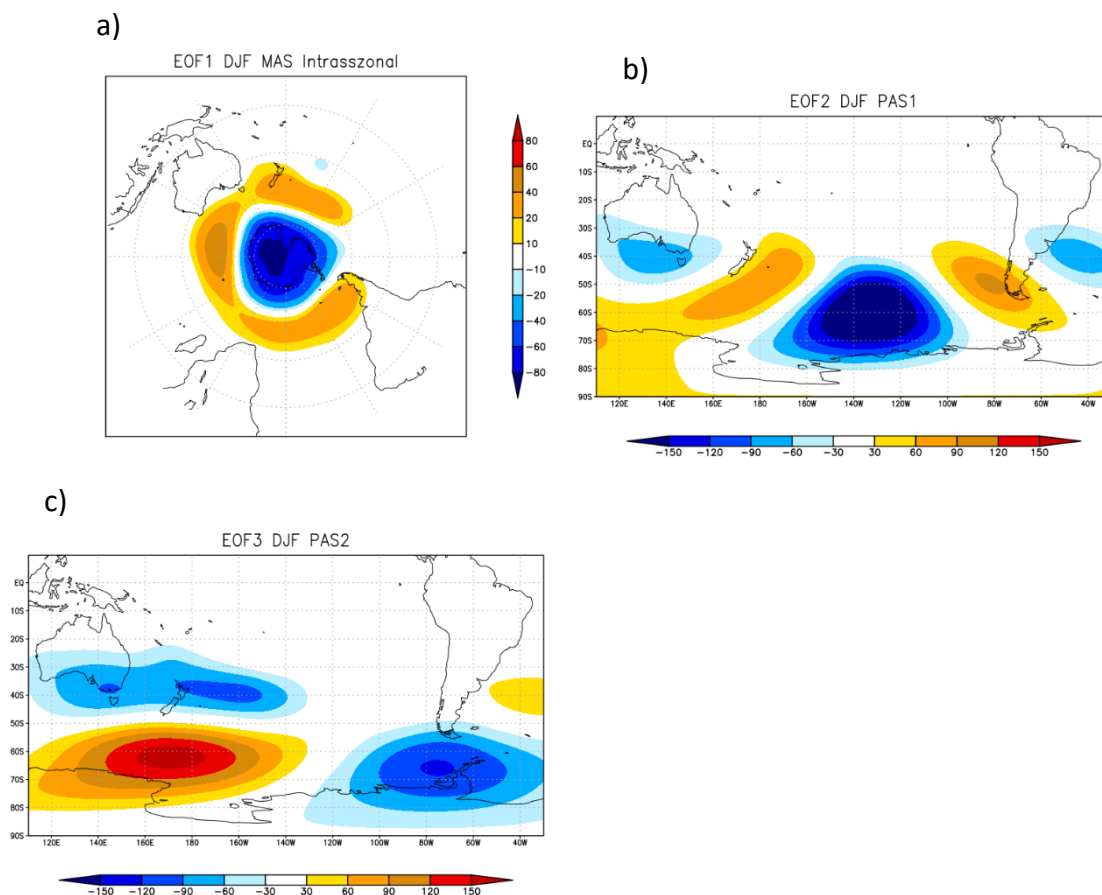 a)
EOF1 DJF MAS Intrasszonal
80
60
40
20
10
−10
−20
−40
−60
−80
b)
EOF2 DJF PAS1
EQ
10S
20S
30S
40S
50S
60S
70S
80S
90S
120E 140E 160E 180 160W 140W 120W 100W 80W 60W 40W
−150 −120 −90 −60 −30 30 60 90 120 150
c)
EOF3 DJF PAS2
EQ
10S
20S
30S
40S
50S
60S
70S
80S
90S
120E 140E 160E 180 160W 140W 120W 100W 80W 60W 40W
−150 −120 −90 −60 −30 30 60 90 120 150